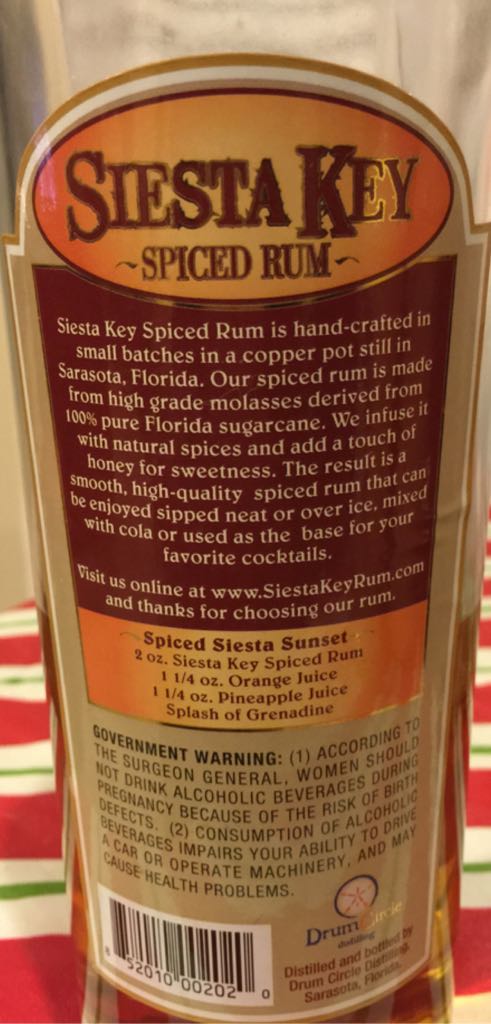 SIESTA KEY
~SPICED RUM~
Siesta Key Spiced Rum is hand-crafted in
small batches in a copper pot still in
Sarasota, Florida. Our spiced rum is made
from high grade molasses derived from
100% pure Florida sugarcane. We infuse it
with natural spices and add a touch of
honey for sweetness. The result is a
smooth, high-quality spiced rum that can
be enjoyed sipped neat or over ice, mixed
with cola or used as the base for your
favorite cocktails.
Visit us online at www.SiestaKeyRum.com
and thanks for choosing our rum.
Spiced Siesta Sunset
2 oz. Siesta Key Spiced Rum
1 1/4 oz. Orange Juice
1 1/4 oz. Pineapple Juice
Splash of Grenadine
GOVERNMENT WARNING: (1) ACCORDING TO
THE SURGEON GENERAL, WOMEN SHOULD
NOT DRINK ALCOHOLIC BEVERAGES DURING
PREGNANCY BECAUSE OF THE RISK OF BIRTH
DEFECTS. (2) CONSUMPTION OF ALCOHOLIC
BEVERAGES IMPAIRS YOUR ABILITY TO DRIVE
A CAR OR OPERATE MACHINERY, AND MAY
CAUSE HEALTH PROBLEMS.
Drum Circle
distilling
8 52010 00202 0
Distilled and bottled by
Drum Circle Distilling,
Sarasota, Florida.